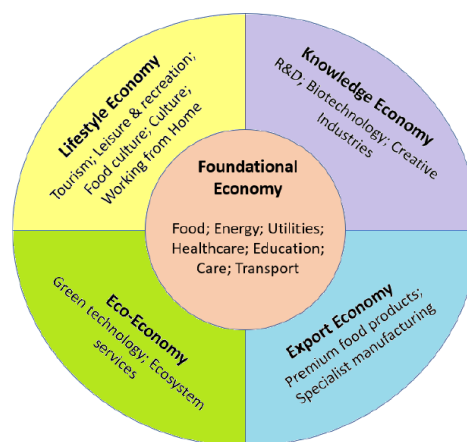 Lifestyle Economy
Tourism; Leisure & recreation;
Food culture; Culture;
Working from Home
Knowledge Economy
R&D; Biotechnology; Creative
Industries
Foundational
Economy
Food; Energy; Utilities;
Healthcare; Education;
Care; Transport
Eco-Economy
Green technology; Ecosystem
services
Export Economy
Premium food products;
Specialist manufacturing